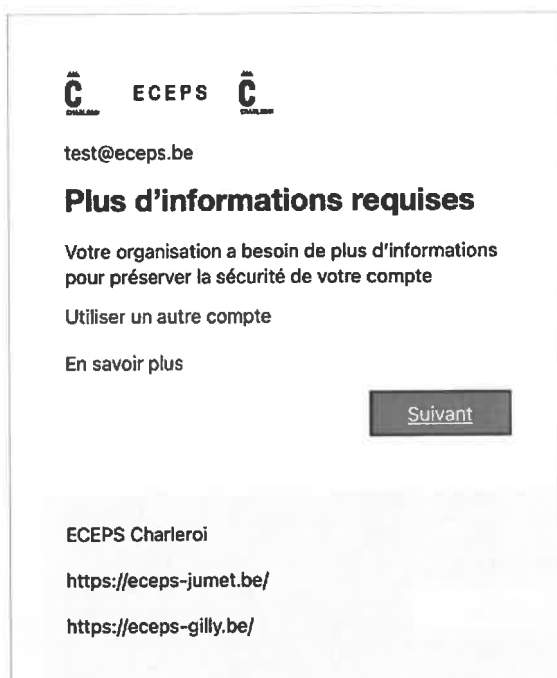 Ĉ ECEPS Ĉ
CHARLEROI CHARLEROI
test@eceps.be
Plus d'informations requises
Votre organisation a besoin de plus d'informations
pour préserver la sécurité de votre compte
Utiliser un autre compte
En savoir plus
Suivant
ECEPS Charleroi
https://eceps-jumet.be/
https://eceps-gilly.be/